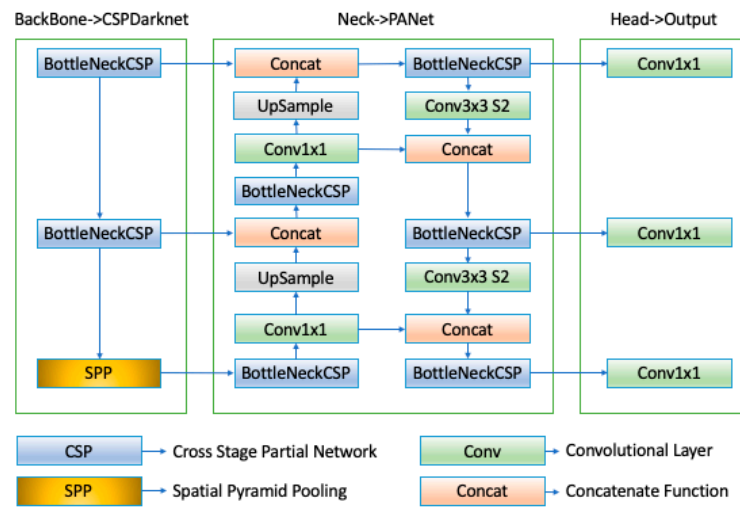 BackBone->CSPDarknet Neck->PANet Head->Output
BottleNeckCSP Concat BottleNeckCSP Conv1x1
UpSample Conv3x3 S2
Conv1x1 Concat
BottleNeckCSP
BottleNeckCSP Concat BottleNeckCSP Conv1x1
UpSample Conv3x3 S2
Conv1x1 Concat
SPP BottleNeckCSP BottleNeckCSP Conv1x1
CSP Cross Stage Partial Network Conv Convolutional Layer
SPP Spatial Pyramid Pooling Concat Concatenate Function